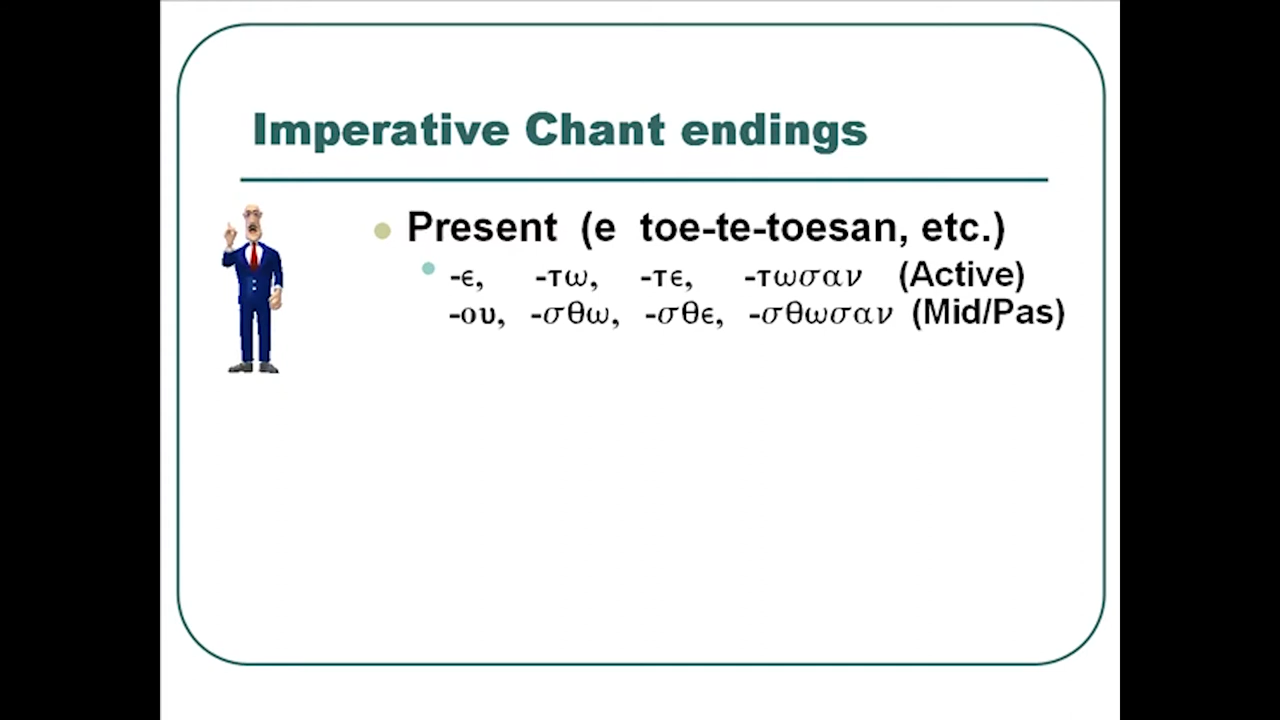 Imperative Chant endings
Present (e toe-te-toesan, etc.)
-ε, -τω, -τε, -τωσαν (Active)
-ου, -σθω, -σθε, -σθωσαν (Mid/Pas)